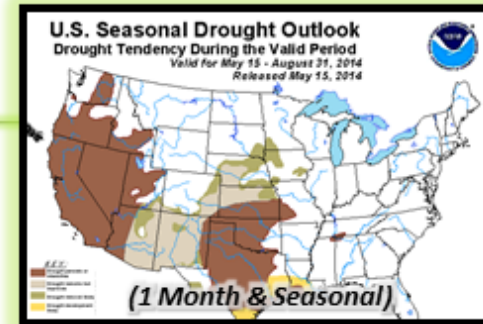 U.S. Seasonal Drought Outlook
Drought Tendency During the Valid Period
Valid for May 15 - August 31, 2014
Released May 15, 2014
KEY:
(1 Month & Seasonal)